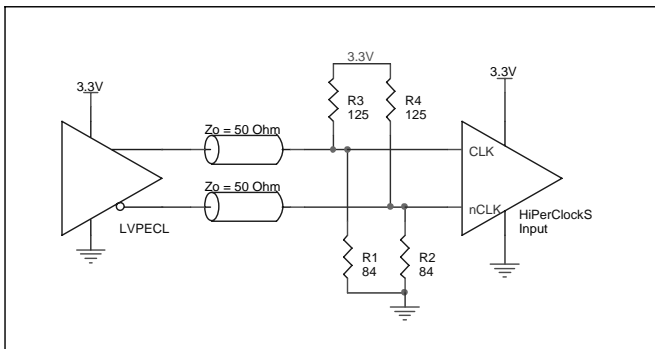 3.3V
3.3V
3.3V
R3
125
R4
125
Zo = 50 Ohm
CLK
Zo = 50 Ohm
nCLK
HiPerClockS
Input
LVPECL
R1
84
R2
84